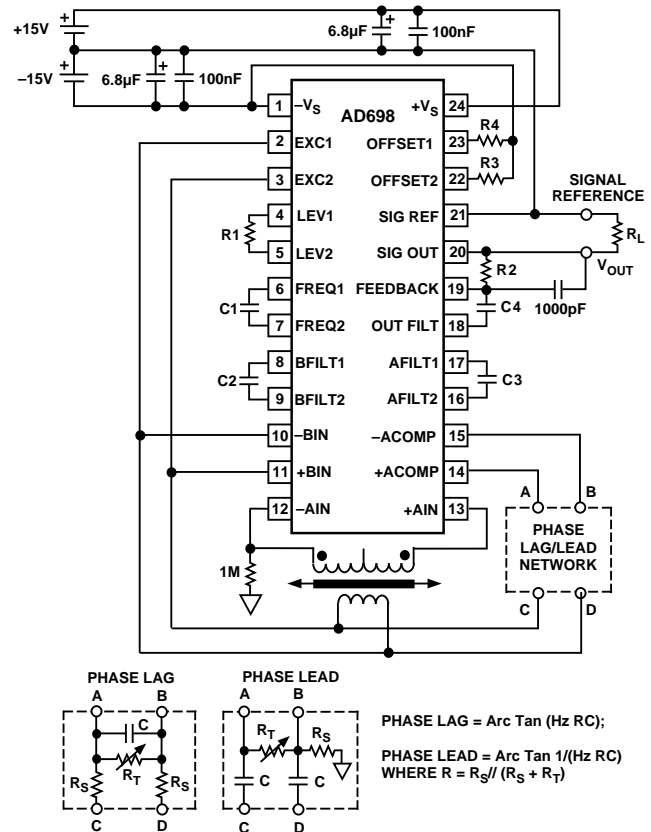 +15V
6.8µF
+
100nF
–15V
6.8µF
+
100nF
AD698
1 –VS
+VS 24
2 EXC1
OFFSET1 23
R4
3 EXC2
OFFSET2 22
R3
SIGNAL REFERENCE
4 LEV1
SIG REF 21
R1
RL
5 LEV2
SIG OUT 20
R2
VOUT
6 FREQ1
FEEDBACK 19
C1
C4
1000pF
7 FREQ2
OUT FILT 18
8 BFILT1
AFILT1 17
C2
C3
9 BFILT2
AFILT2 16
10 –BIN
–ACOMP 15
11 +BIN
+ACOMP 14
A
B
12 –AIN
+AIN 13
PHASE
LAG/LEAD
NETWORK
1M
C
D
PHASE LAG
A
B
C
RT
RS
RS
C
D
PHASE LEAD
A
B
RT
RS
C
C
C
D
PHASE LAG = Arc Tan (Hz RC);
PHASE LEAD = Arc Tan 1/(Hz RC)
WHERE R = RS// (RS + RT)